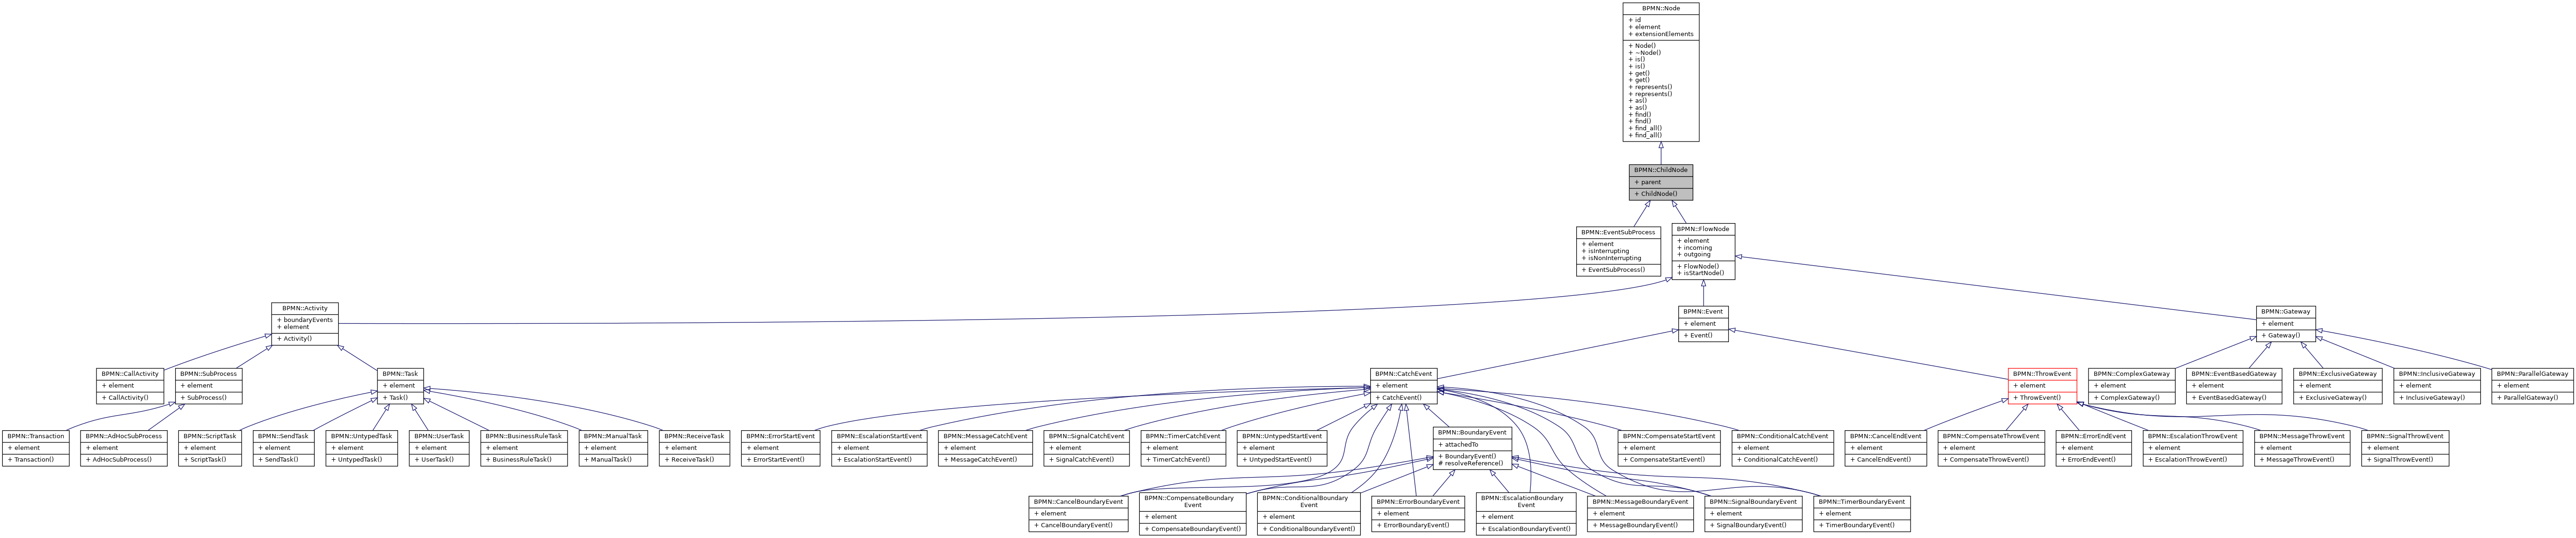 BPMN::Node
+ id
+ element
+ extensionElements
+ Node()
+ ~Node()
+ is()
+ is()
+ get()
+ get()
+ represents()
+ represents()
+ as()
+ as()
+ find()
+ find()
+ find_all()
+ find_all()
BPMN::ChildNode
+ parent
+ ChildNode()
BPMN::EventSubProcess
+ element
+ isInterrupting
+ isNonInterrupting
+ EventSubProcess()
BPMN::FlowNode
+ element
+ incoming
+ outgoing
+ FlowNode()
+ isStartNode()
BPMN::Activity
+ boundaryEvents
+ element
+ Activity()
BPMN::Event
+ element
+ Event()
BPMN::Gateway
+ element
+ Gateway()
BPMN::CallActivity
+ element
+ CallActivity()
BPMN::SubProcess
+ element
+ SubProcess()
BPMN::Task
+ element
+ Task()
BPMN::CatchEvent
+ element
+ CatchEvent()
BPMN::ThrowEvent
+ element
+ ThrowEvent()
BPMN::ComplexGateway
+ element
+ ComplexGateway()
BPMN::EventBasedGateway
+ element
+ EventBasedGateway()
BPMN::ExclusiveGateway
+ element
+ ExclusiveGateway()
BPMN::InclusiveGateway
+ element
+ InclusiveGateway()
BPMN::ParallelGateway
+ element
+ ParallelGateway()
BPMN::Transaction
+ element
+ Transaction()
BPMN::AdHocSubProcess
+ element
+ AdHocSubProcess()
BPMN::ScriptTask
+ element
+ ScriptTask()
BPMN::SendTask
+ element
+ SendTask()
BPMN::UntypedTask
+ element
+ UntypedTask()
BPMN::UserTask
+ element
+ UserTask()
BPMN::BusinessRuleTask
+ element
+ BusinessRuleTask()
BPMN::ManualTask
+ element
+ ManualTask()
BPMN::ReceiveTask
+ element
+ ReceiveTask()
BPMN::ErrorStartEvent
+ element
+ ErrorStartEvent()
BPMN::EscalationStartEvent
+ element
+ EscalationStartEvent()
BPMN::MessageCatchEvent
+ element
+ MessageCatchEvent()
BPMN::SignalCatchEvent
+ element
+ SignalCatchEvent()
BPMN::TimerCatchEvent
+ element
+ TimerCatchEvent()
BPMN::UntypedStartEvent
+ element
+ UntypedStartEvent()
BPMN::BoundaryEvent
+ attachedTo
+ BoundaryEvent()
# resolveReference()
BPMN::CompensateStartEvent
+ element
+ CompensateStartEvent()
BPMN::ConditionalCatchEvent
+ element
+ ConditionalCatchEvent()
BPMN::CancelEndEvent
+ element
+ CancelEndEvent()
BPMN::CompensateThrowEvent
+ element
+ CompensateThrowEvent()
BPMN::ErrorEndEvent
+ element
+ ErrorEndEvent()
BPMN::EscalationThrowEvent
+ element
+ EscalationThrowEvent()
BPMN::MessageThrowEvent
+ element
+ MessageThrowEvent()
BPMN::SignalThrowEvent
+ element
+ SignalThrowEvent()
BPMN::CancelBoundaryEvent
+ element
+ CancelBoundaryEvent()
BPMN::CompensateBoundary
Event
+ element
+ CompensateBoundaryEvent()
BPMN::ConditionalBoundary
Event
+ element
+ ConditionalBoundaryEvent()
BPMN::ErrorBoundaryEvent
+ element
+ ErrorBoundaryEvent()
BPMN::EscalationBoundary
Event
+ element
+ EscalationBoundaryEvent()
BPMN::MessageBoundaryEvent
+ element
+ MessageBoundaryEvent()
BPMN::SignalBoundaryEvent
+ element
+ SignalBoundaryEvent()
BPMN::TimerBoundaryEvent
+ element
+ TimerBoundaryEvent()